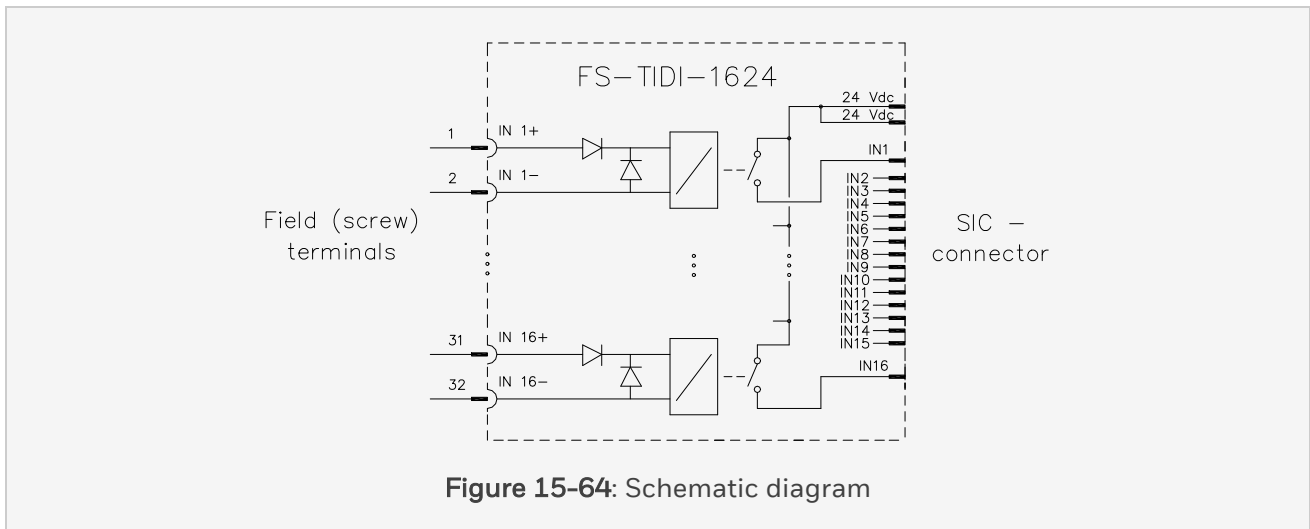 FS-TIDI-1624
24 Vdc
24 Vdc
1
IN 1+
IN1
2
IN 1-
IN2
IN3
IN4
IN5
IN6
IN7
IN8
IN9
IN10
IN11
IN12
IN13
IN14
IN15
Field (screw)
terminals
SIC -
connector
31
IN 16+
IN16
32
IN 16-
Figure 15-64: Schematic diagram